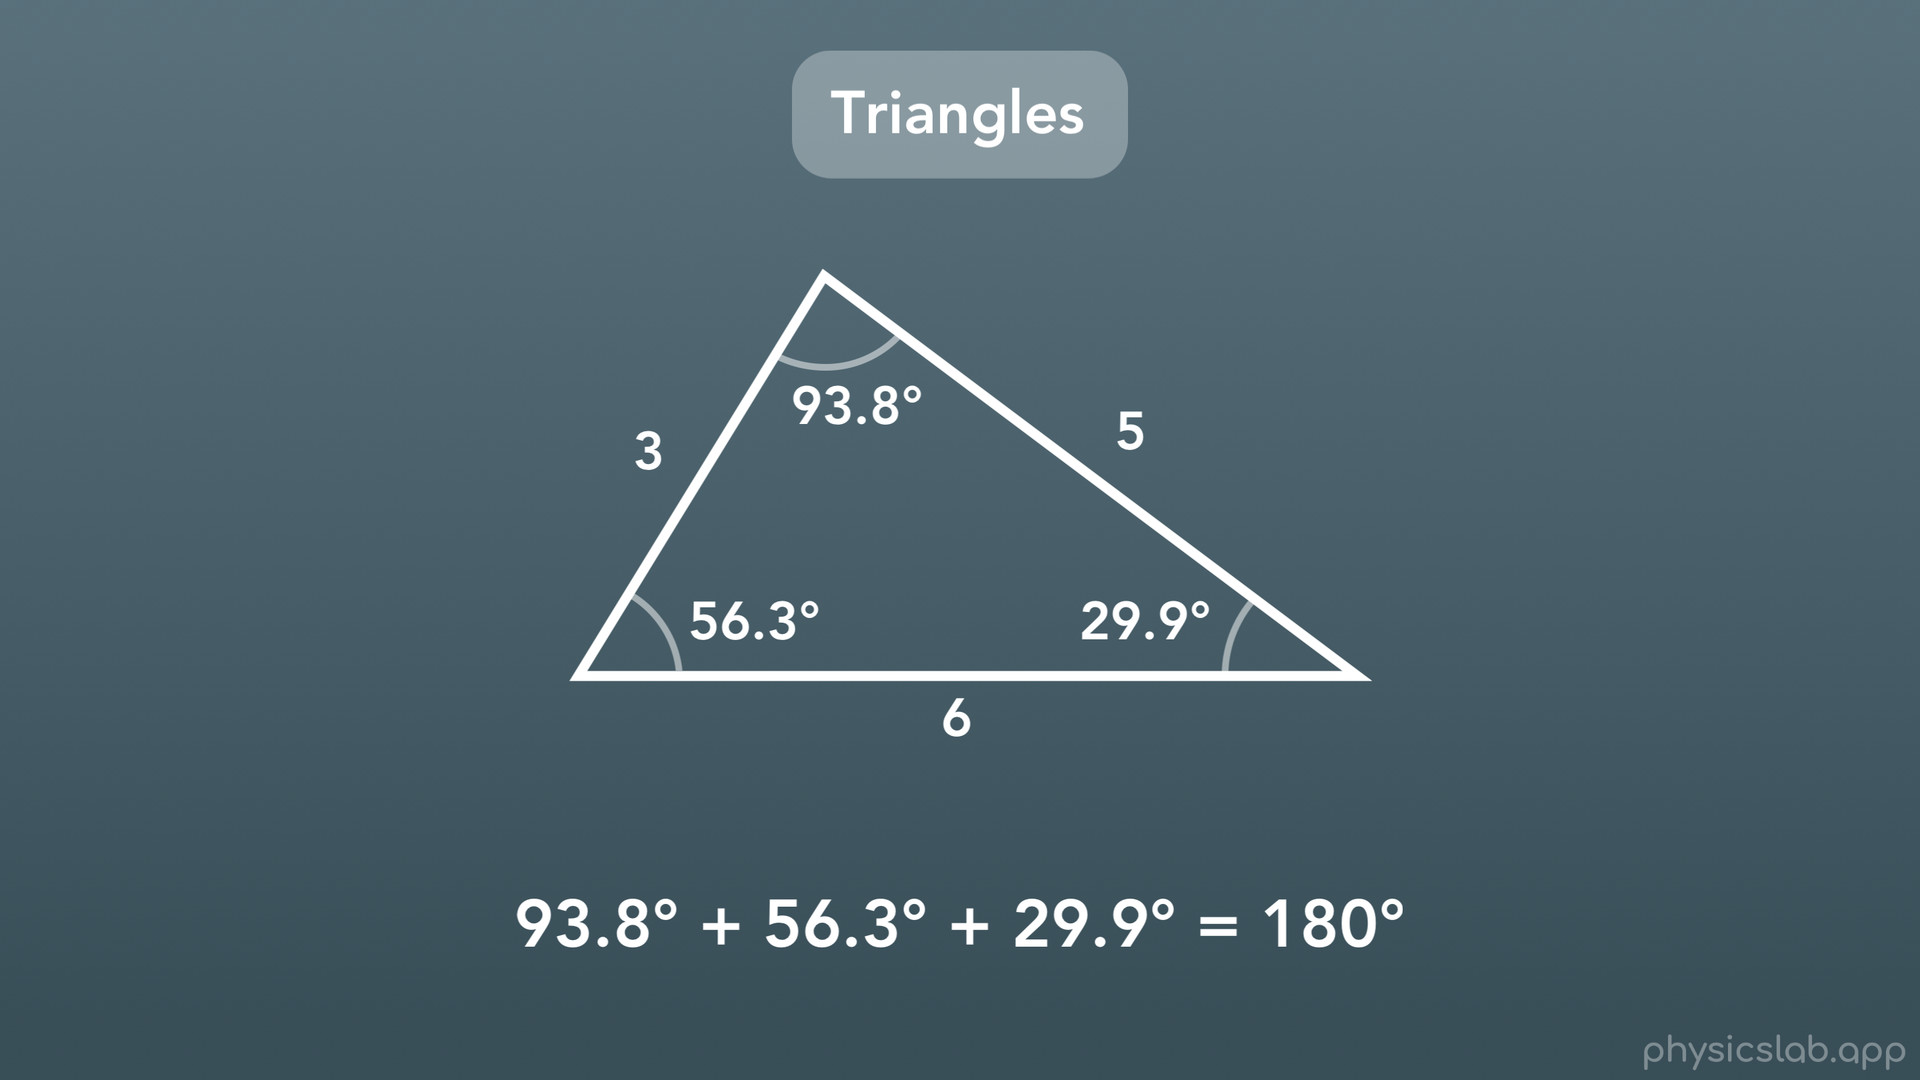 Triangles
93.8°
3
5
56.3°
29.9°
6
93.8° + 56.3° + 29.9° = 180°
physicslab.app